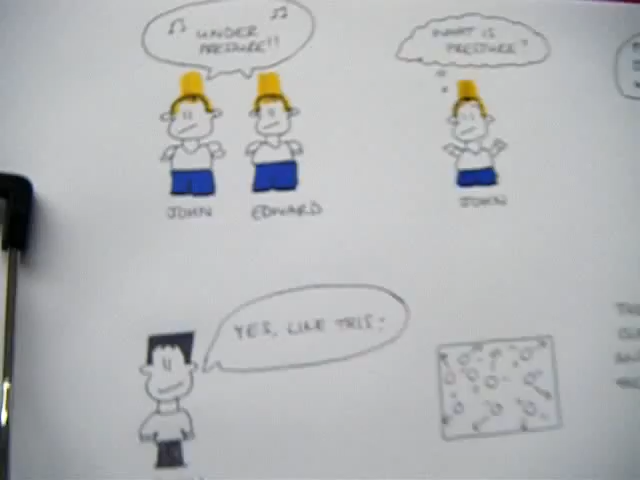 UNDER
PRESSURE!!
WHAT IS
PRESSURE?
JOHN
EDWARD
JOHN
YES, LIKE THIS: